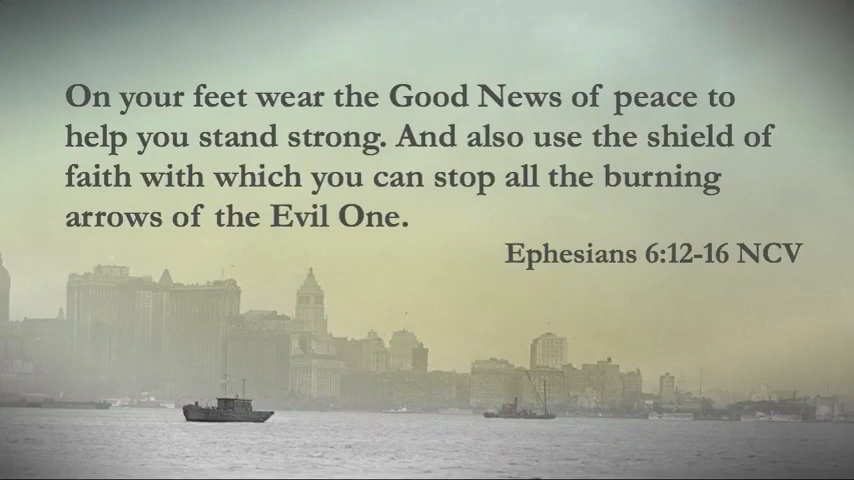 On your feet wear the Good News of peace to
help you stand strong. And also use the shield of
faith with which you can stop all the burning
arrows of the Evil One.
Ephesians 6:12-16 NCV